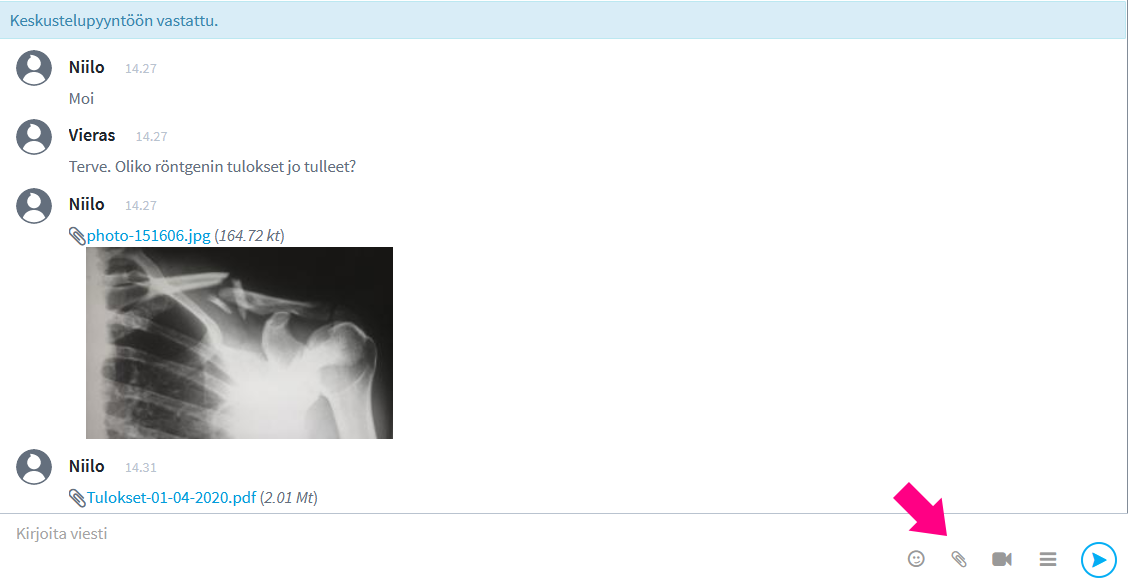 Keskustelupyyntöön vastattu.
Niilo 14.27
Moi
Vieras 14.27
Terve. Oliko röntgenin tulokset jo tulleet?
Niilo 14.27
photo-151606.jpg (164.72 kt)
Niilo 14.31
Tulokset-01-04-2020.pdf (2.01 Mt)
Kirjoita viesti